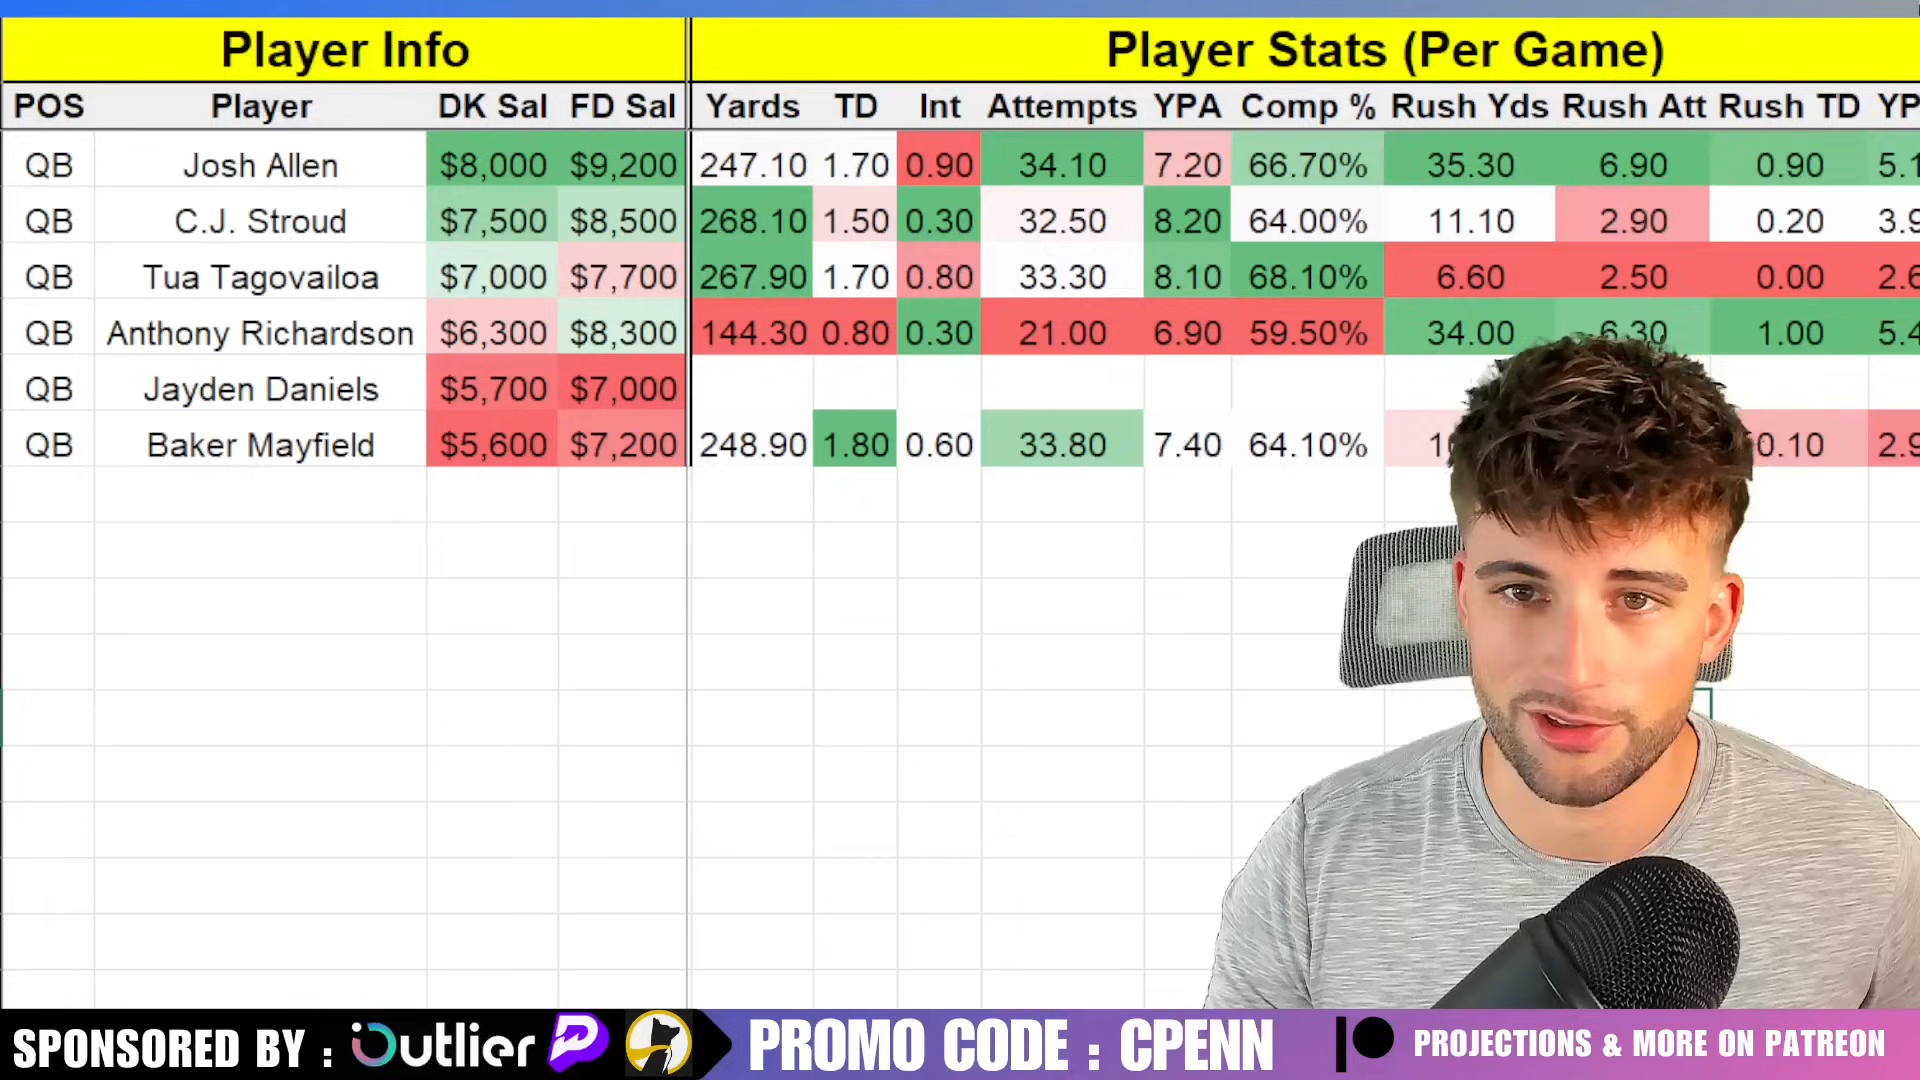 Player Info Player Stats (Per Game)
POS Player DK Sal FD Sal Yards TD Int Attempts YPA Comp % Rush Yds Rush Att Rush TD
QB Josh Allen $8,000 $9,200 247.10 1.70 0.90 34.10 7.20 66.70% 35.30 6.90 0.90
QB C.J. Stroud $7,500 $8,500 268.10 1.50 0.30 32.50 8.20 64.00% 11.10 2.90 0.20
QB Tua Tagovailoa $7,000 $7,700 267.90 1.70 0.80 33.30 8.10 68.10% 6.60 2.50 0.00
QB Anthony Richardson $6,300 $8,300 144.30 0.80 0.30 21.00 6.90 59.50% 34.00 6.30 1.00
QB Jayden Daniels $5,700 $7,000
QB Baker Mayfield $5,600 $7,200 248.90 1.80 0.60 33.80 7.40 64.10% 0.10
SPONSORED BY : Outlier PROMO CODE : CPENN PROJECTIONS & MORE ON PATREON